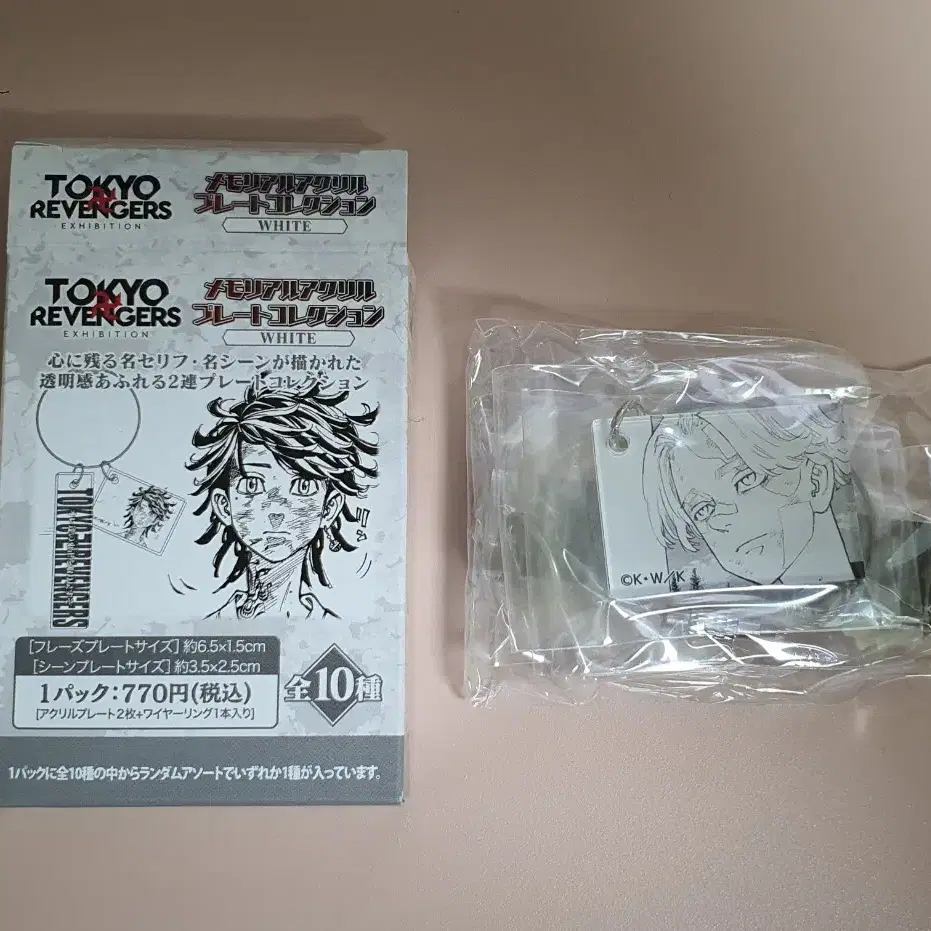 TOKYO
REVENGERS
EXHIBITION
メモリアルアクリル
プレートコレクション
WHITE
TOKYO
REVENGERS
EXHIBITION
メモリアルアクリル
プレートコレクション
WHITE
心に残る名セリフ・名シーンが描かれた
透明感あふれる2連プレートコレクション
TOKYO REVENGERS
[フレーズプレートサイズ] 約6.5×1.5cm
[シーンプレートサイズ] 約3.5×2.5cm
1パック:770円(税込)
[アクリルプレート2枚+ワイヤーリング1本入り]
全10種
1パックに全10種の中からランダムアソートでいずれか1種が入っています。
©K・W/K